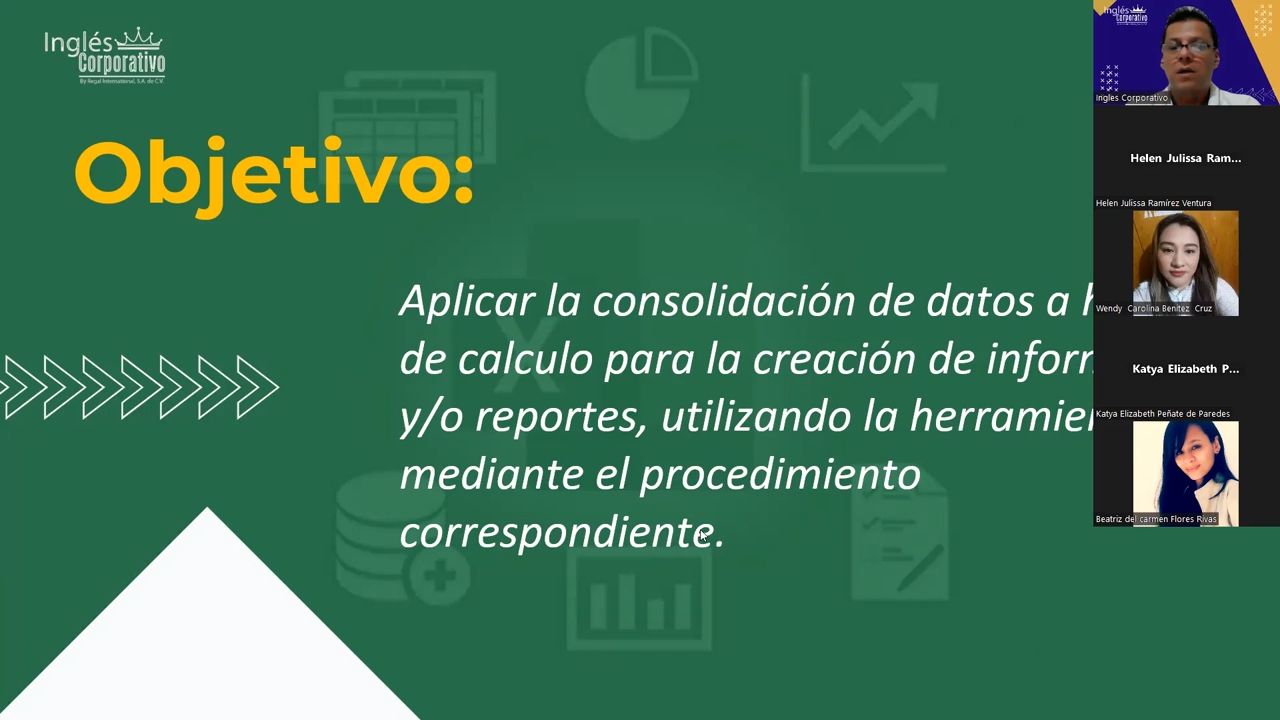 Inglés
Corporativo
By Regal International, S.A. de C.V.
Objetivo:
Aplicar la consolidación de datos a
de calculo para la creación de infor
y/o reportes, utilizando la herramie
mediante el procedimiento
correspondiente.
Inglés
Corporativo
Ingles Corporativo
Helen Julissa Ram...
Helen Julissa Ramírez Ventura
Wendy Carolina Benitez Cruz
Katya Elizabeth P...
Katya Elizabeth Peñate de Paredes
Beatriz del carmen Flores Rivas